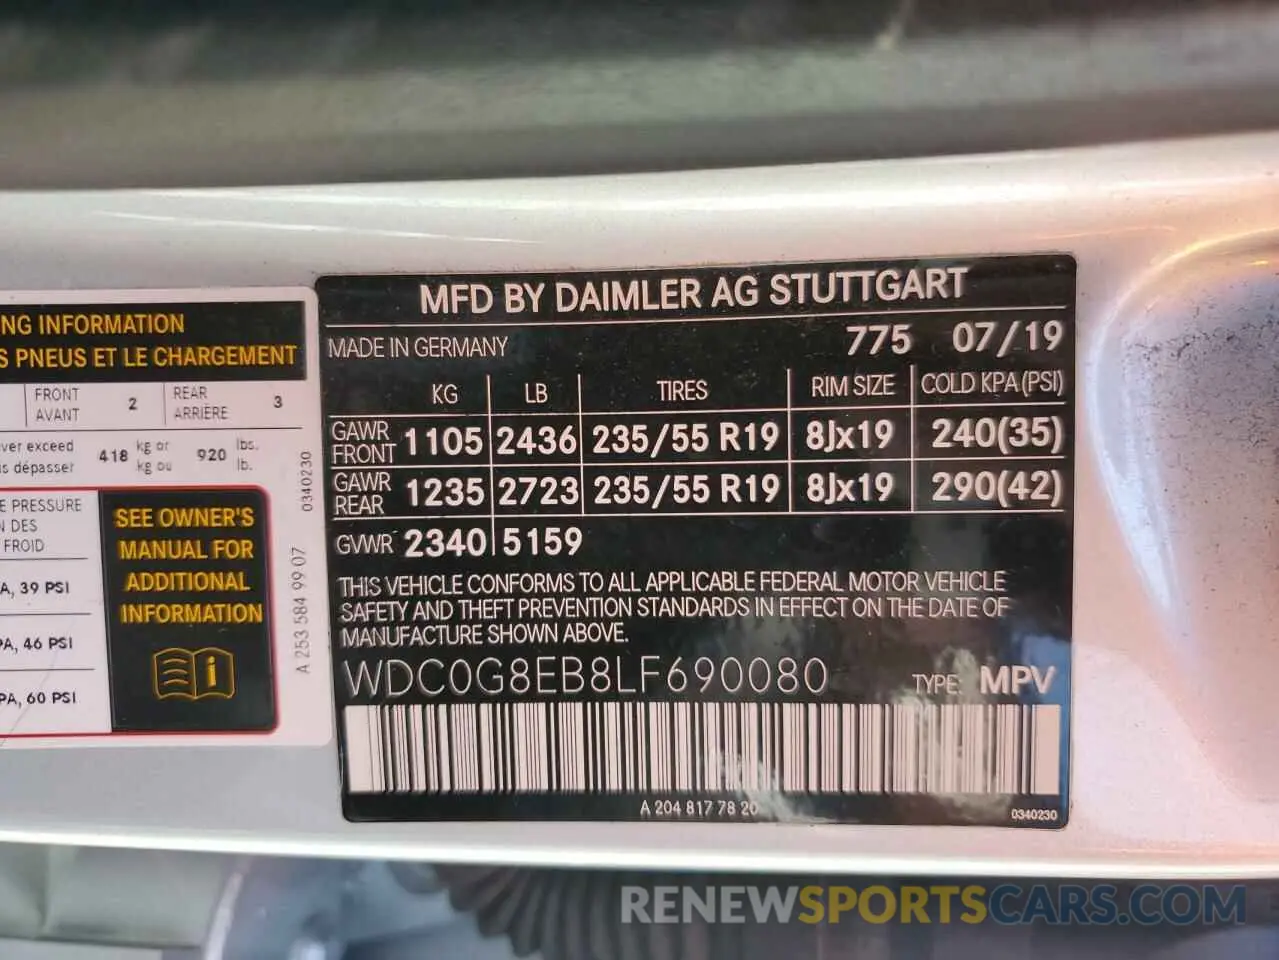 NG INFORMATION
S PNEUS ET LE CHARGEMENT
FRONT
AVANT
2
REAR
ARRIÈRE
3
ver exceed
is dépasser
418
kg or
kg ou
920
lbs.
lb.
E PRESSURE
N DES
FROID
A, 39 PSI
PA, 46 PSI
PA, 60 PSI
SEE OWNER'S
MANUAL FOR
ADDITIONAL
INFORMATION
0340230
A 253 584 99 07
MFD BY DAIMLER AG STUTTGART
MADE IN GERMANY 775 07/19
KG LB TIRES RIM SIZE COLD KPA(PSI)
GAWR FRONT 1105 2436 235/55 R19 8Jx19 240(35)
GAWR REAR 1235 2723 235/55 R19 8Jx19 290(42)
GVWR 2340 5159
THIS VEHICLE CONFORMS TO ALL APPLICABLE FEDERAL MOTOR VEHICLE
SAFETY AND THEFT PREVENTION STANDARDS IN EFFECT ON THE DATE OF
MANUFACTURE SHOWN ABOVE.
WDC0G8EB8LF690080 TYPE: MPV
A 204 817 78 20
0340230
RENEWSPORTSCARS.COM